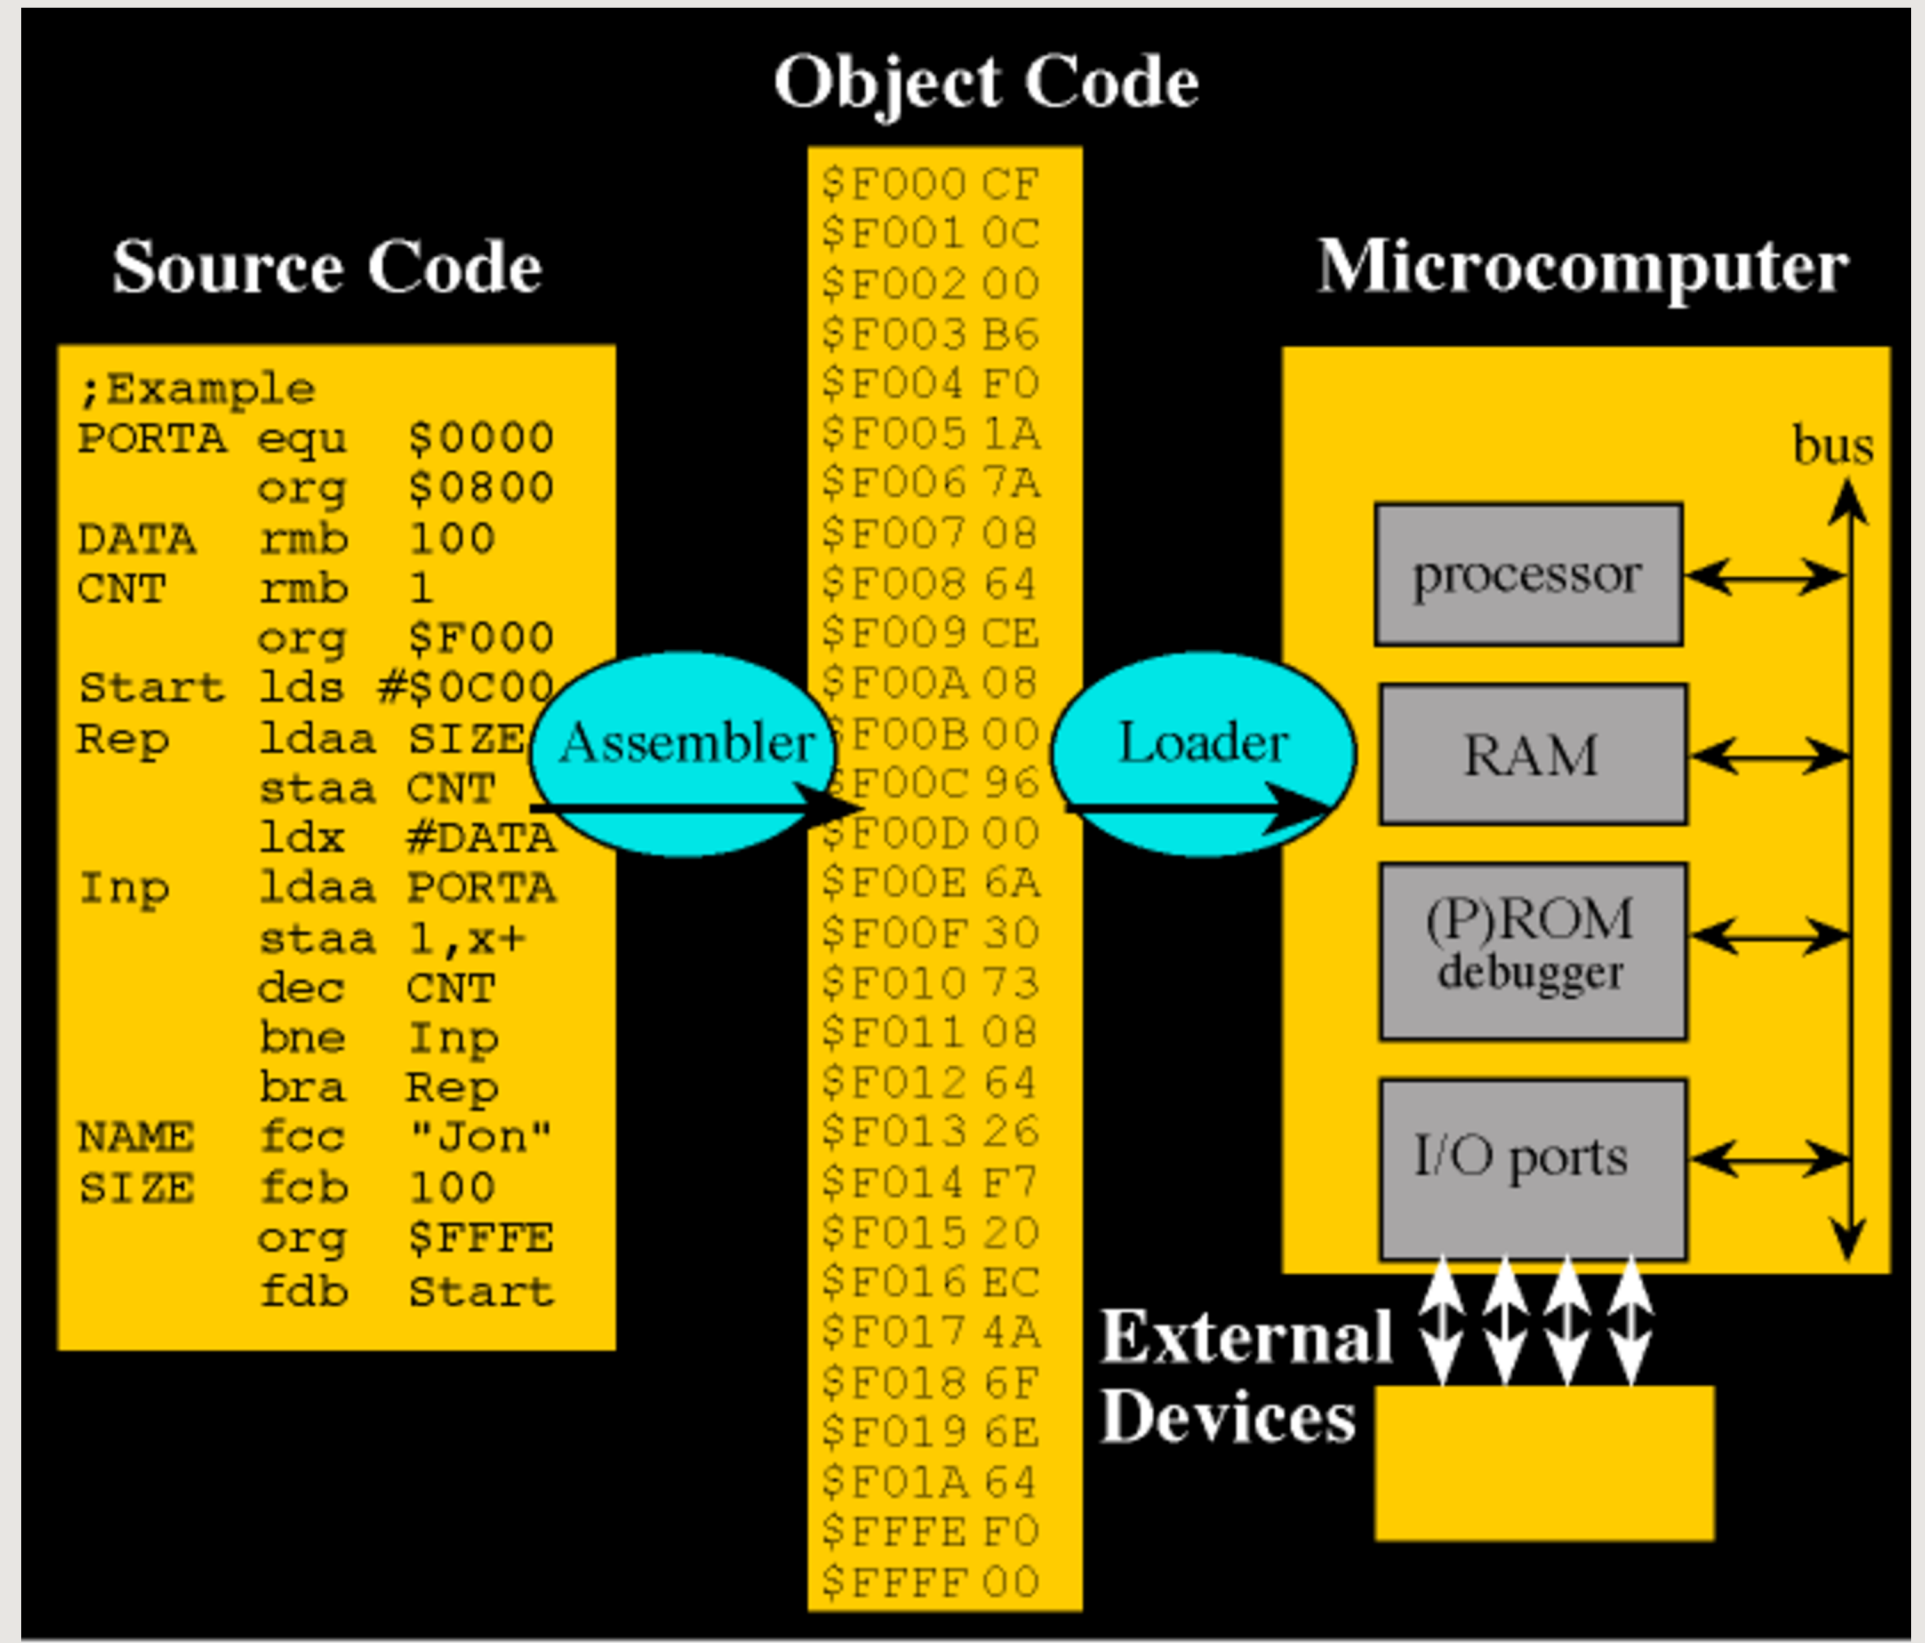 Object Code
Source Code
Microcomputer
;Example
PORTA equ $0000
org $0800
DATA rmb 100
CNT rmb 1
org $F000
Start lds #$0C00
Rep ldaa SIZE
staa CNT
ldx #DATA
Inp ldaa PORTA
staa 1,x+
dec CNT
bne Inp
bra Rep
NAME fcc "Jon"
SIZE fcb 100
org $FFFE
fdb Start
Assembler
$F000 CF
$F001 0C
$F002 00
$F003 B6
$F004 F0
$F005 1A
$F006 7A
$F007 08
$F008 64
$F009 CE
$F00A 08
$F00B 00
$F00C 96
$F00D 00
$F00E 6A
$F00F 30
$F010 73
$F011 08
$F012 64
$F013 26
$F014 F7
$F015 20
$F016 EC
$F017 4A
$F018 6F
$F019 6E
$F01A 64
$FFFE F0
$FFFF 00
Loader
bus
processor
RAM
(P)ROM
debugger
I/O ports
External
Devices